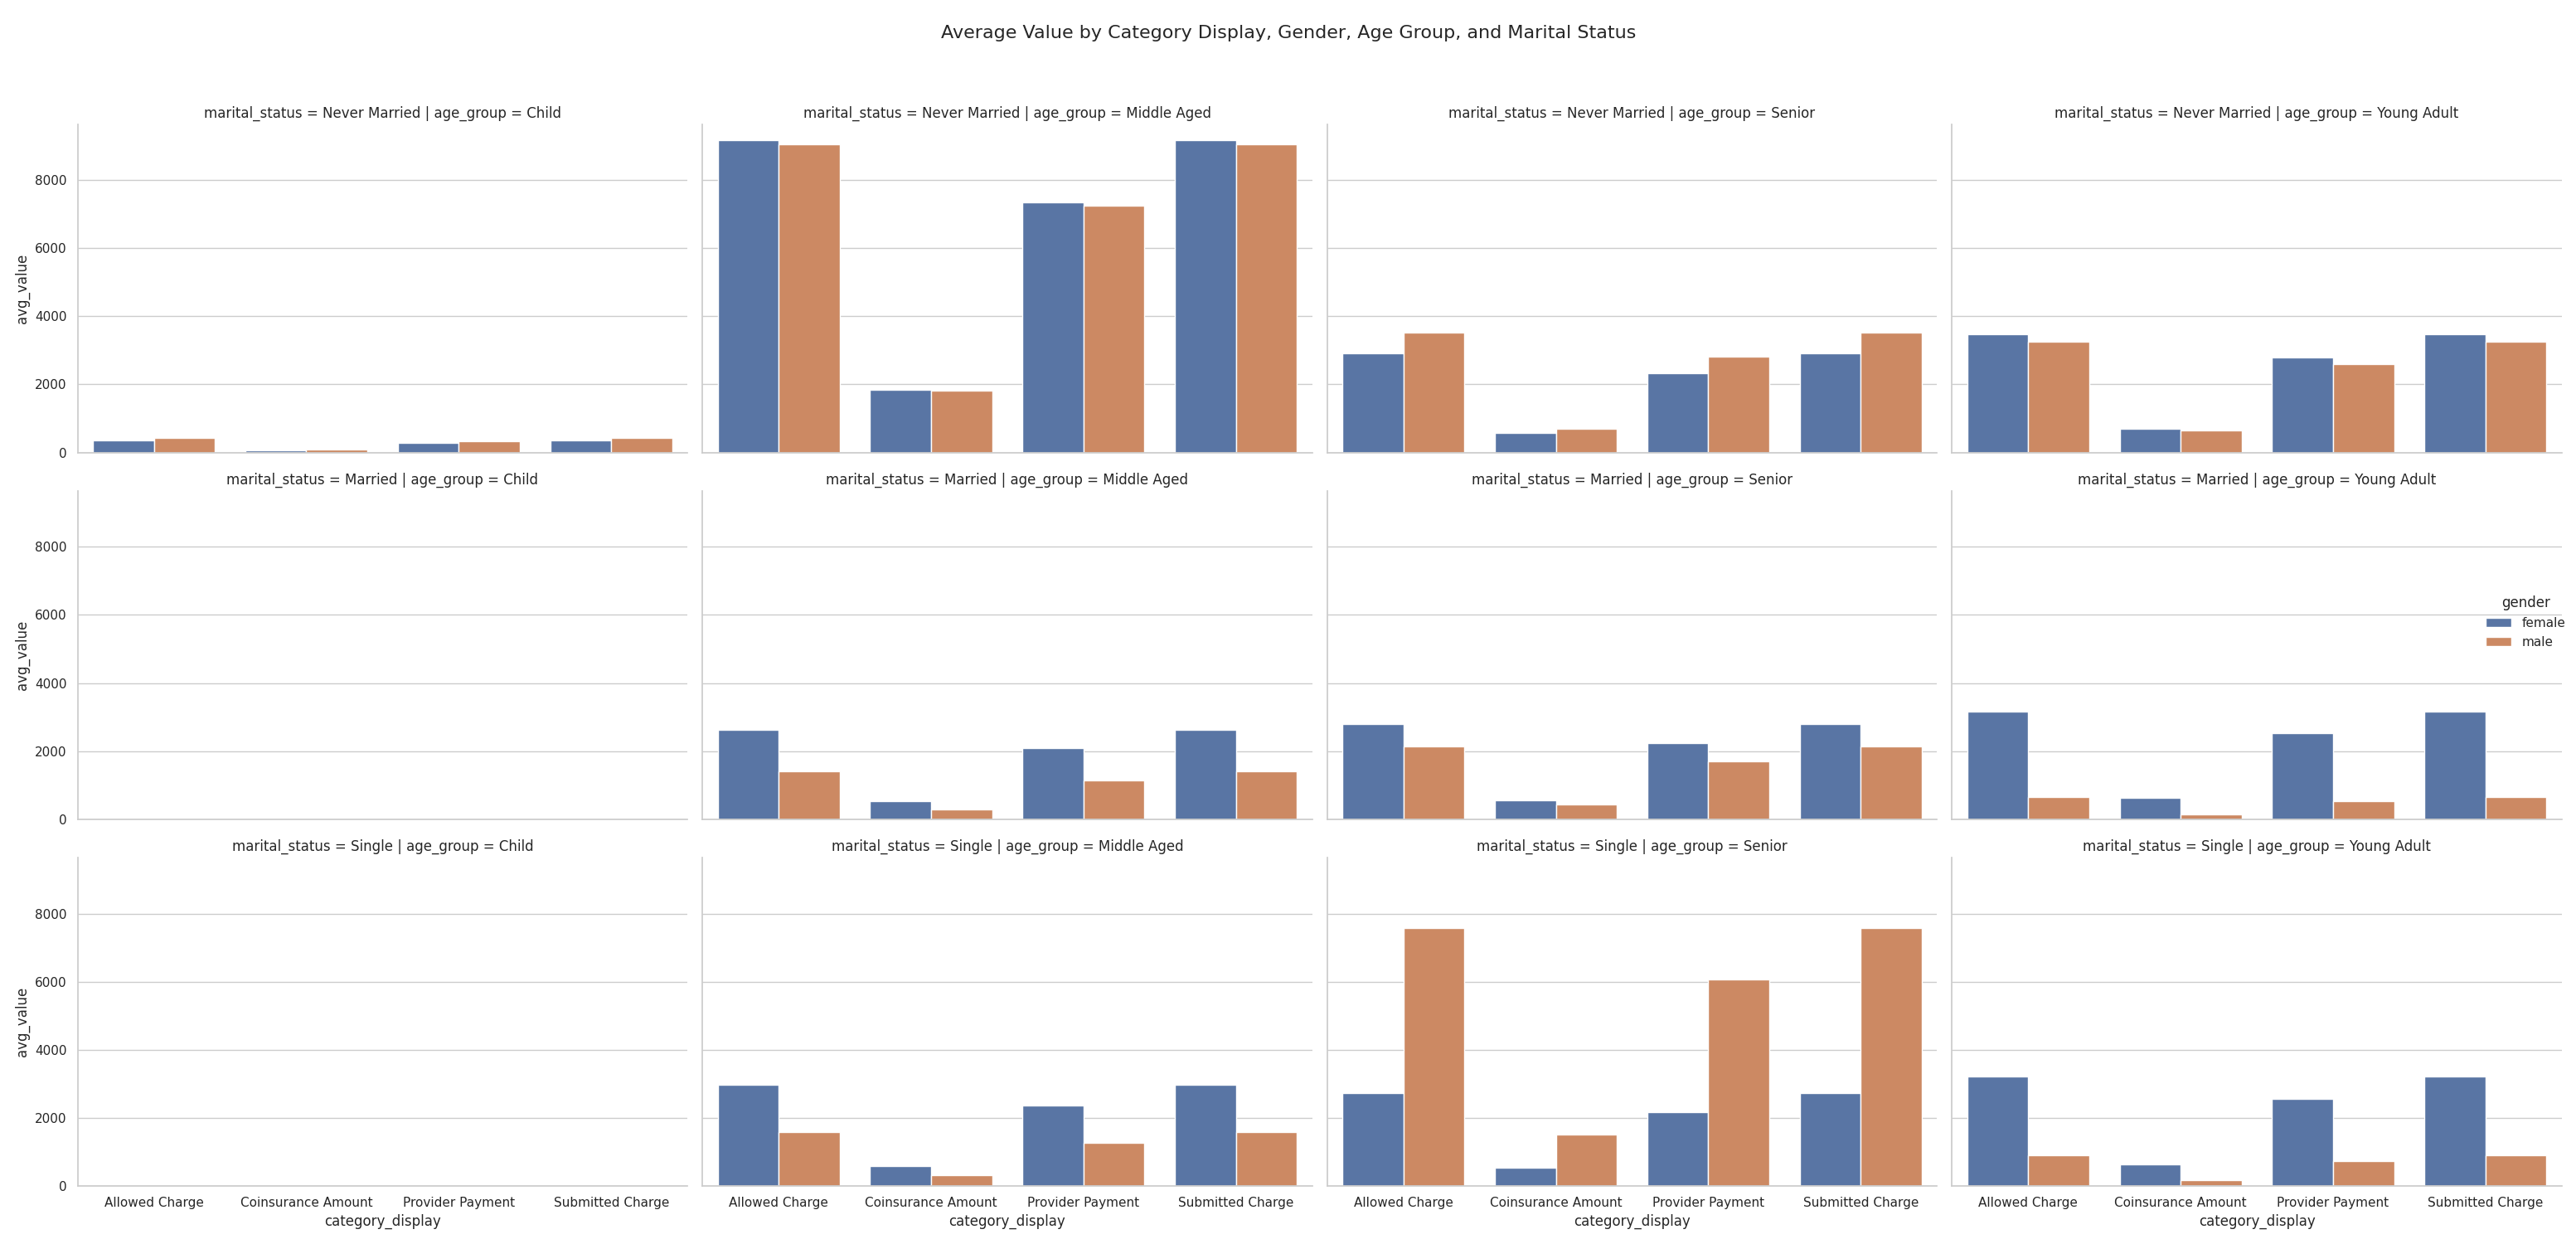 Average Value by Category Display, Gender, Age Group, and Marital Status
marital_status = Never Married | age_group = Child
marital_status = Never Married | age_group = Middle Aged
marital_status = Never Married | age_group = Senior
marital_status = Never Married | age_group = Young Adult
8000
6000
4000
2000
0
avg_value
marital_status = Married | age_group = Child
marital_status = Married | age_group = Middle Aged
marital_status = Married | age_group = Senior
marital_status = Married | age_group = Young Adult
8000
6000
4000
2000
0
avg_value
gender
female
male
marital_status = Single | age_group = Child
marital_status = Single | age_group = Middle Aged
marital_status = Single | age_group = Senior
marital_status = Single | age_group = Young Adult
8000
6000
4000
2000
0
avg_value
Allowed Charge Coinsurance Amount Provider Payment Submitted Charge
category_display
Allowed Charge Coinsurance Amount Provider Payment Submitted Charge
category_display
Allowed Charge Coinsurance Amount Provider Payment Submitted Charge
category_display
Allowed Charge Coinsurance Amount Provider Payment Submitted Charge
category_display